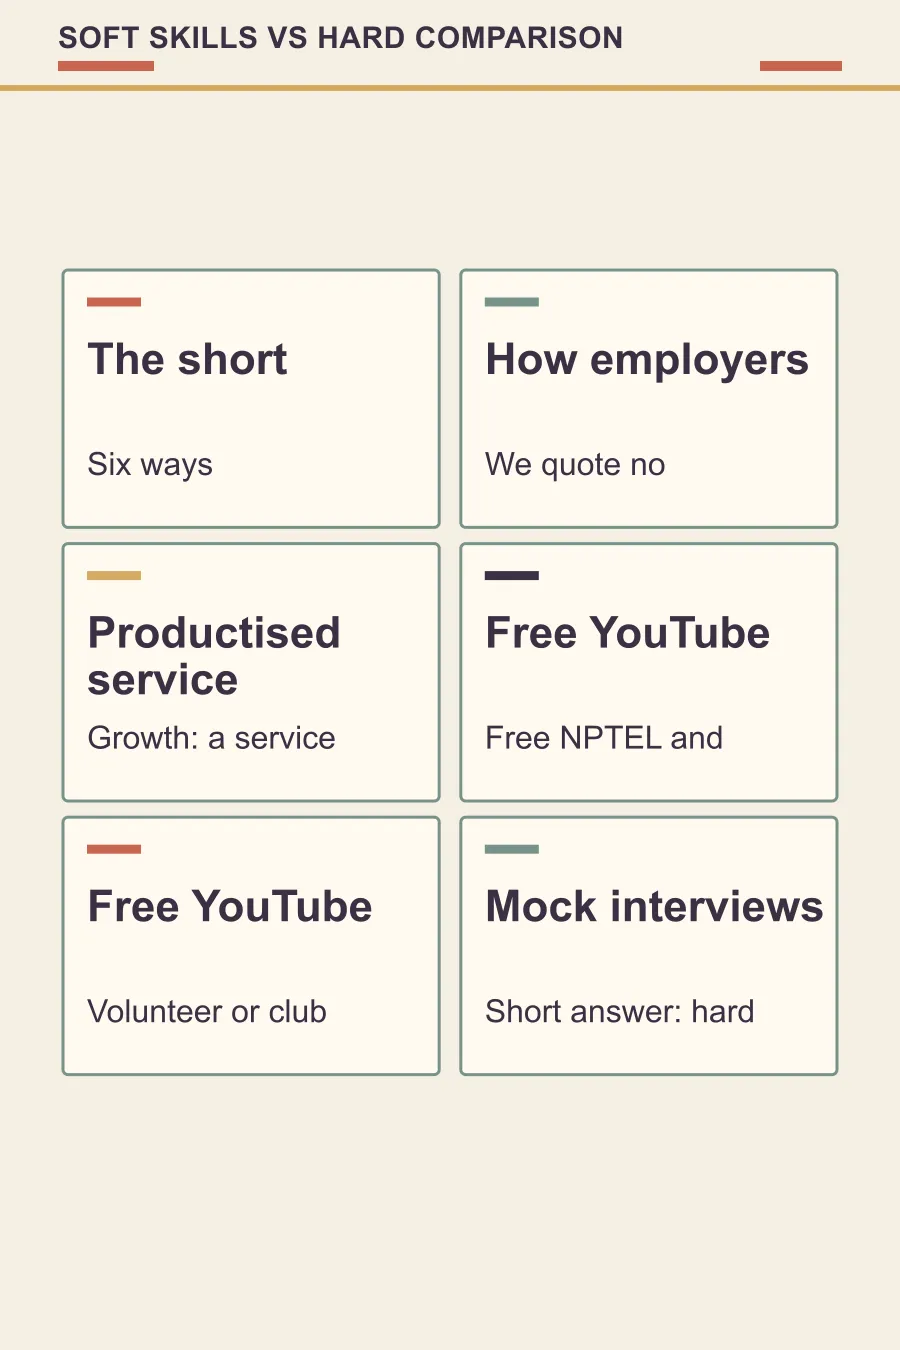 SOFT SKILLS VS HARD COMPARISON
The short
Six ways
How employers
We quote no
Productised
service
Growth: a service
Free YouTube
Free NPTEL and
Free YouTube
Volunteer or club
Mock interviews
Short answer: hard